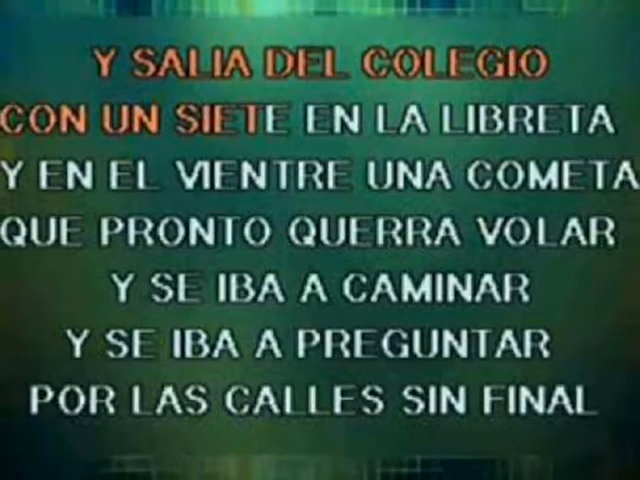 Y SALIA DEL COLEGIO
CON UN SIETE EN LA LIBRETA
Y EN EL VIENTRE UNA COMETA
QUE PRONTO QUERRA VOLAR
Y SE IBA A CAMINAR
Y SE IBA A PREGUNTAR
POR LAS CALLES SIN FINAL